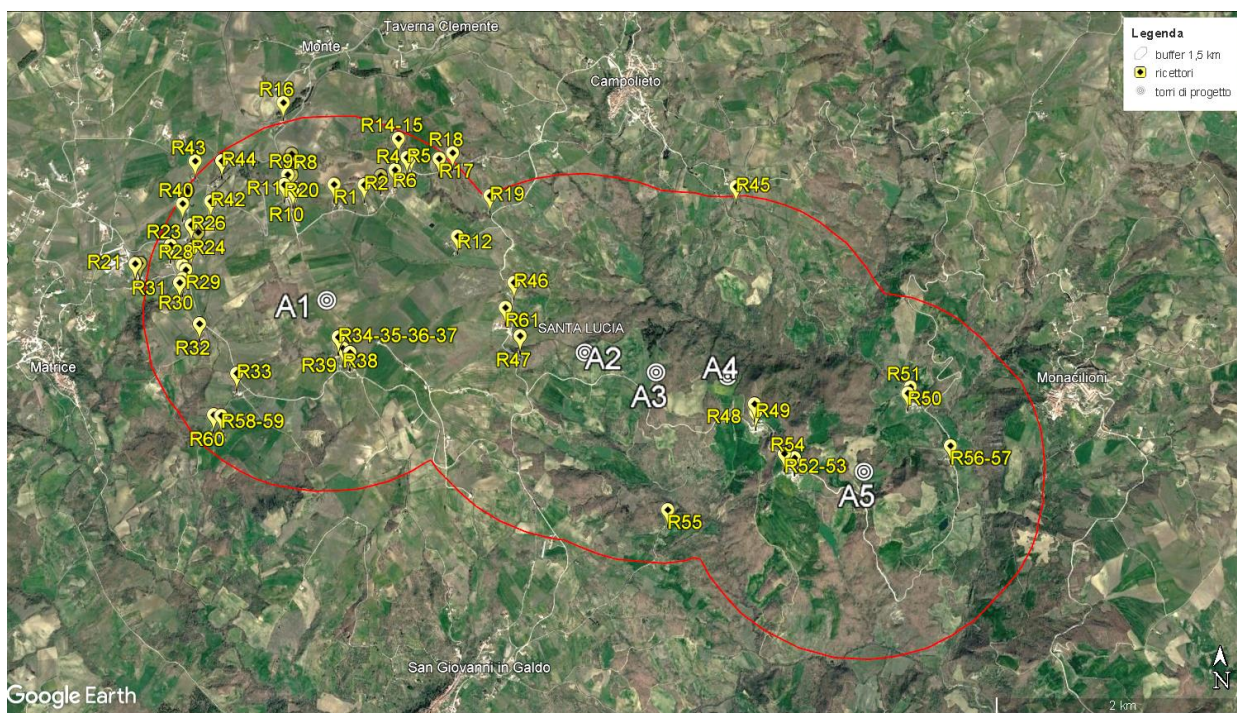 Taverna Clemente
Monte
Legenda
buffer 1,5 km
ricettori
torri di progetto
Campolieto
R16
R14-15
R18
R43
R44
R9
R8
R4
R5
R17
R11
R20
R1
R2
R6
R45
R40
R42
R10
R19
R23
R26
R24
R12
R28
R21
R31
R29
R30
R46
A1
R61
SANTA LUCIA
R32
R34-35-36-37
R39
R38
R47
A2
Matrice
R33
A3
A4
R51
R50
Monacilioni
R58-59
R60
R48
R49
R54
R52-53
R56-57
A5
R55
San Giovanni in Galdo
Google Earth
N
2 km